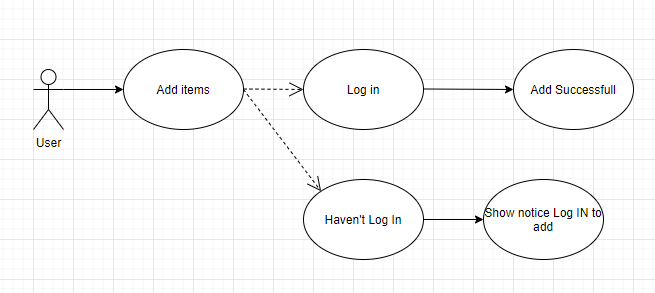 Add items
Log in
Add Successfull
User
Haven't Log In
Show notice Log IN to
add